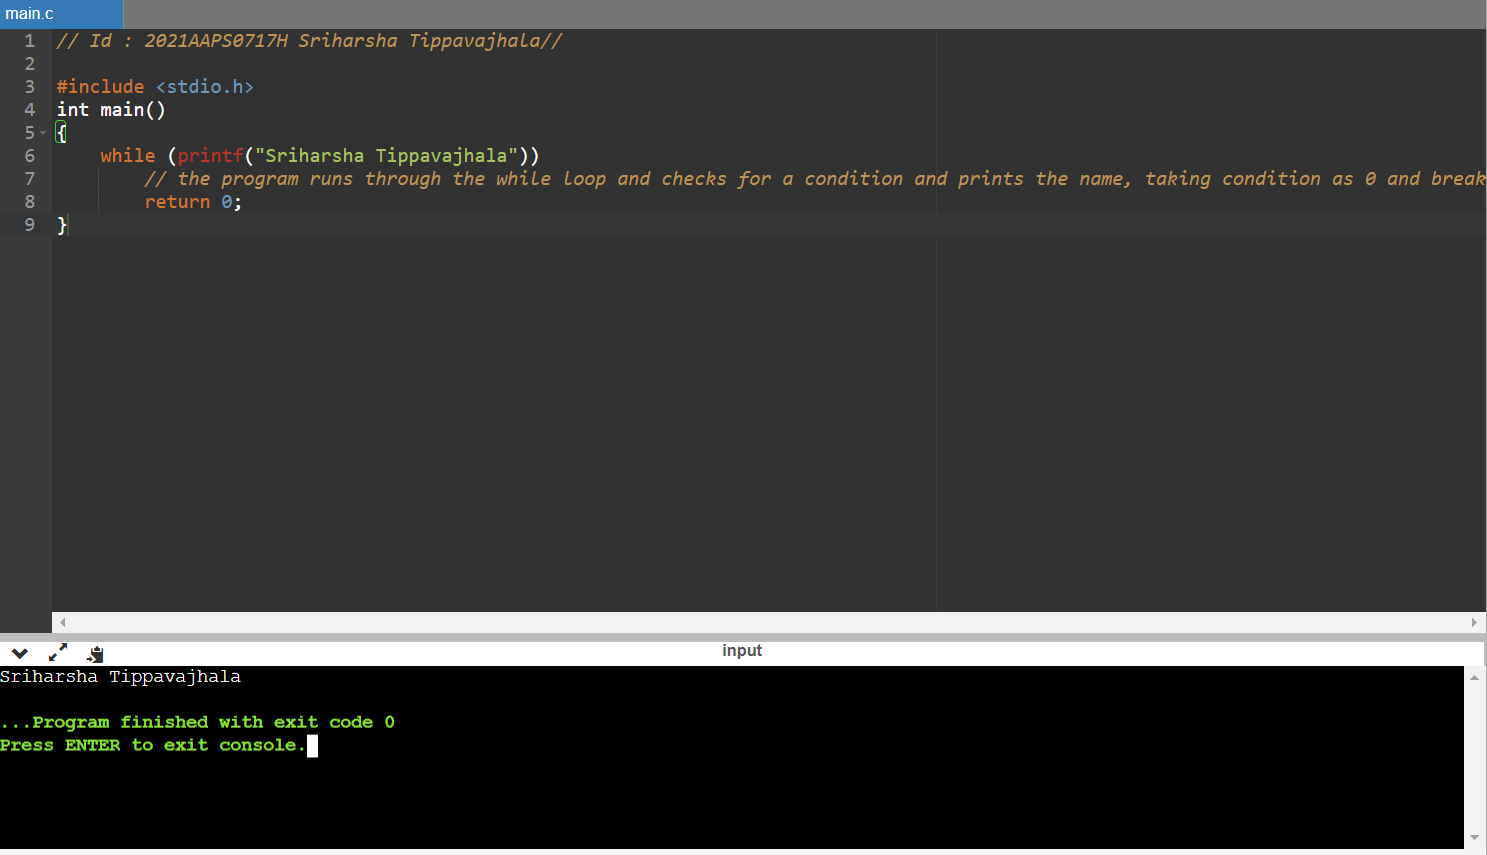 main.c
1 // Id : 2021AAPS0717H Sriharsha Tippavajhala//
2
3 #include <stdio.h>
4 int main()
5 {
6 while (printf("Sriharsha Tippavajhala"))
7 // the program runs through the while loop and checks for a condition and prints the name, taking condition as 0 and break
8 return 0;
9 }
input
Sriharsha Tippavajhala
...Program finished with exit code 0
Press ENTER to exit console.